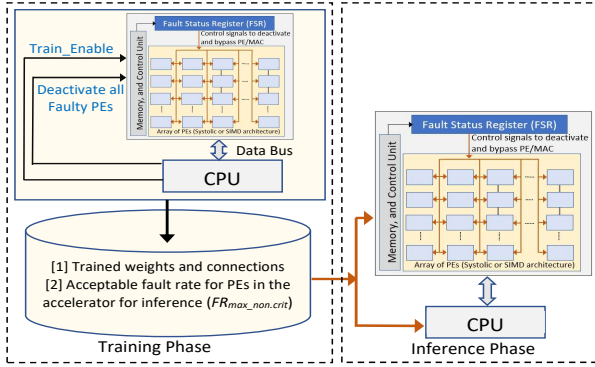 Train_Enable
Deactivate all
Faulty PEs
Memory, and Control Unit
Fault Status Register (FSR)
Control signals to deactivate
and bypass PE/MAC
Array of PEs (Systolic or SIMD architecture)
Data Bus
CPU
[1] Trained weights and connections
[2] Acceptable fault rate for PEs in the
accelerator for inference (FRmax_non.crit)
Training Phase
Memory, and Control Unit
Fault Status Register (FSR)
Control signals to deactivate
and bypass PE/MAC
Array of PEs (Systolic or SIMD architecture)
CPU
Inference Phase